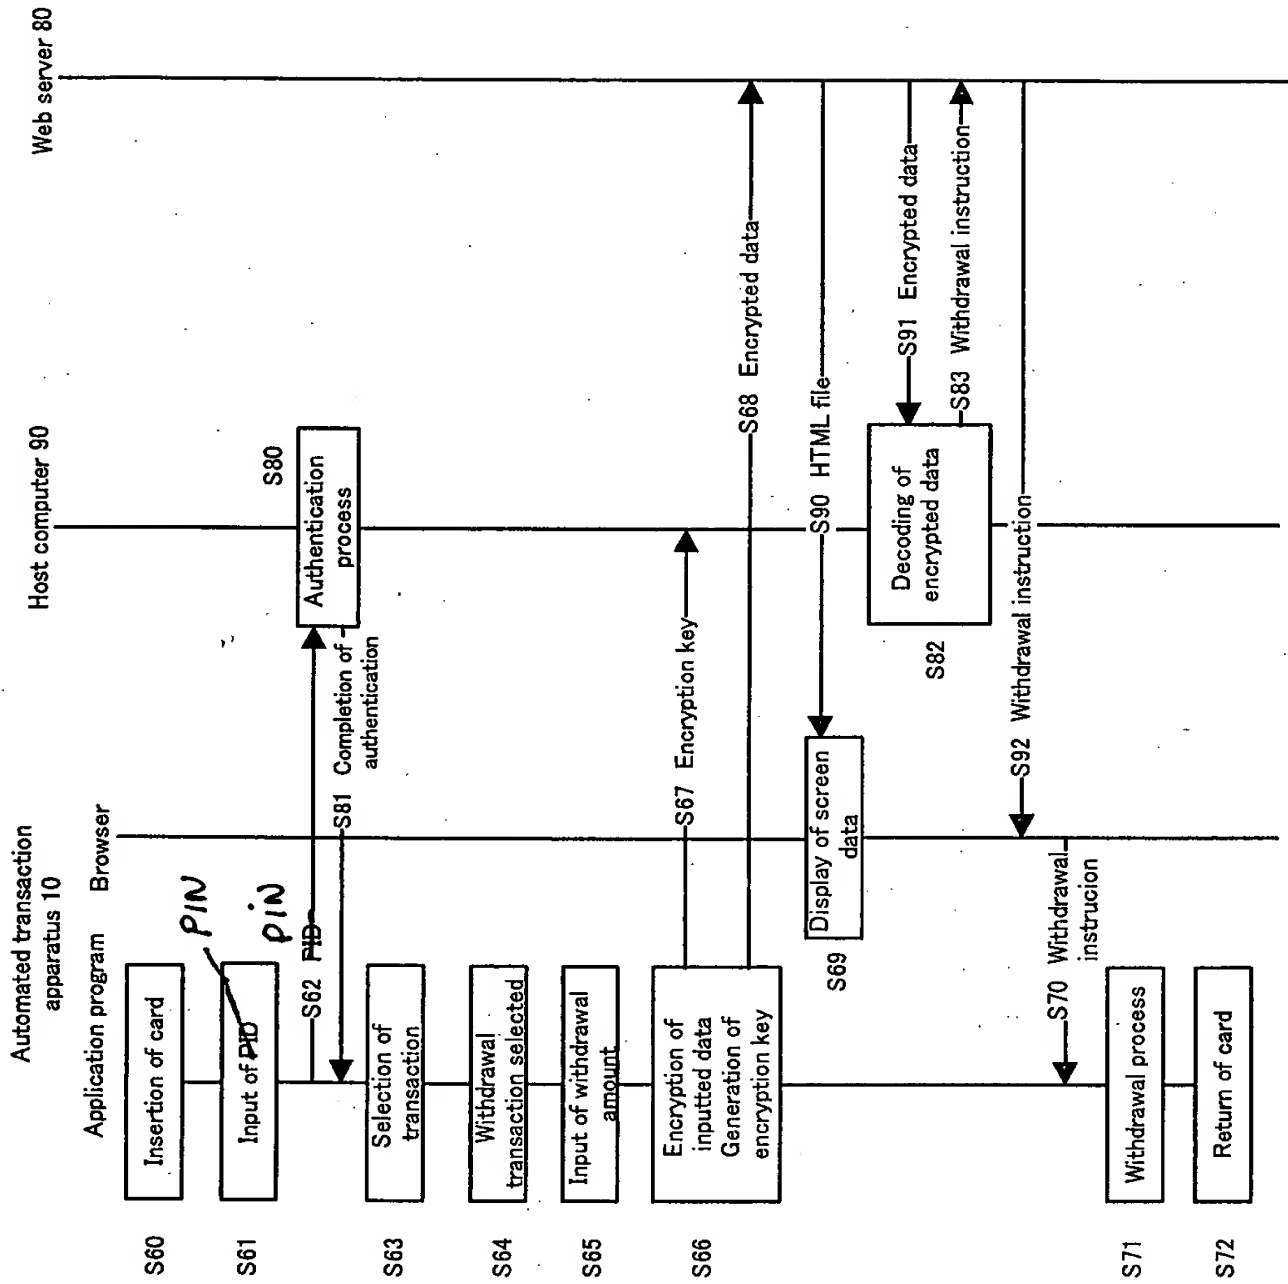 Automated transaction
apparatus 10
Application program
Browser
Host computer 90
Web server 80
S60
Insertion of card
PIN
S61
Input of PID
PIN
S62 PID
S80
Authentication
process
S81 Completion of
authentication
S63
Selection of
transaction
S64
Withdrawal
transaction selected
S65
Input of withdrawal
amount
S66
Encryption of
inputted data
Generation of
encryption key
S67 Encryption key
S68 Encrypted data
S90 HTML file
S69
Display of screen
data
S91 Encrypted data
S82
Decoding of
encrypted data
S83 Withdrawal instruction
S92 Withdrawal instruction
S70 Withdrawal
instrucion
S71
Withdrawal process
S72
Return of card